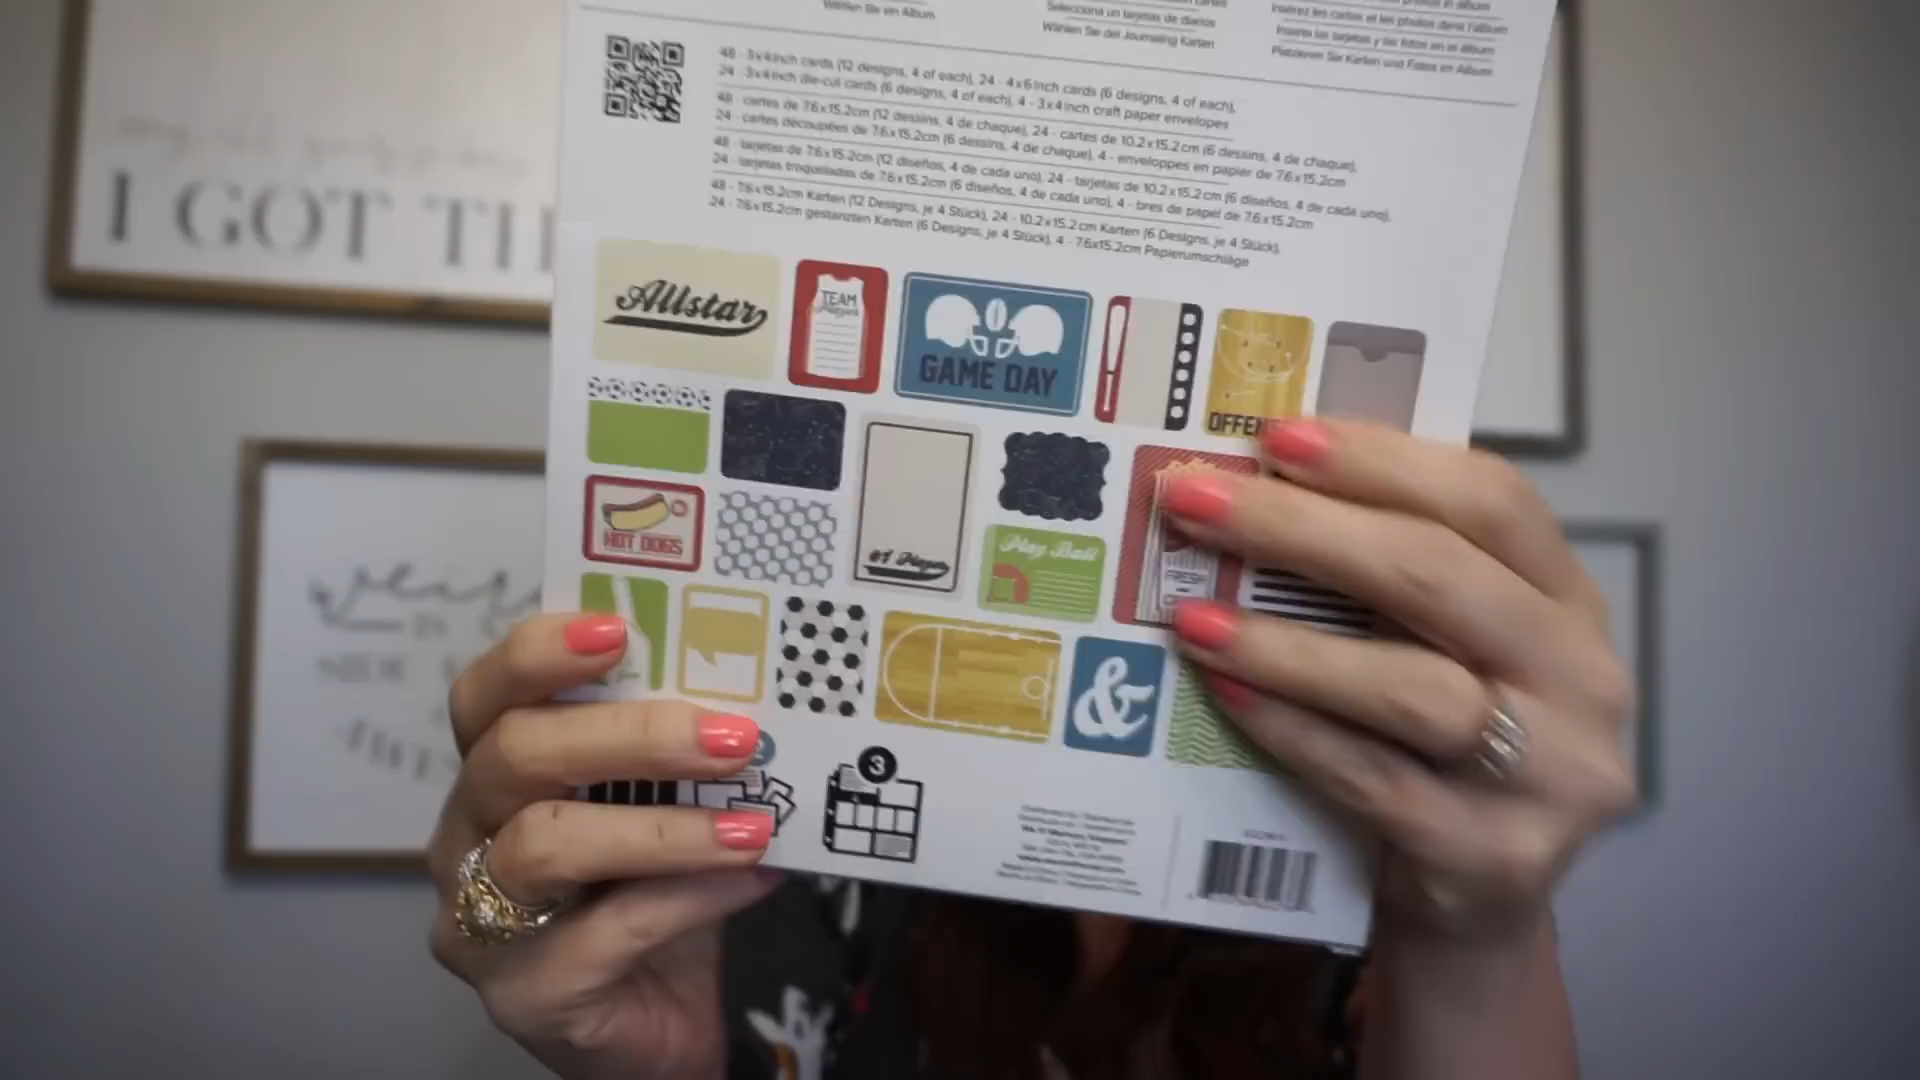 Wählen Sie ein Album
Selecciona un tarjetas de diarios
Wählen Sie der Journaling Karten
Insérez les cartes et les photos dans l'album
Inserta las tarjetas y las fotos en el álbum
Platzieren Sie Karten und Fotos en Album
48 - 3x4 inch cards (12 designs, 4 of each), 24 - 4x6 inch cards (6 designs, 4 of each),
24 - 3x4 inch die-cut cards (6 designs, 4 of each), 4 - 3x4 inch craft paper envelopes
48 - cartes de 7.6x15.2cm (12 dessins, 4 de chaque), 24 - cartes de 10.2x15.2cm (6 dessins, 4 de chaque),
24 - cartes découpées de 7.6x15.2cm (6 dessins, 4 de chaque), 4 - enveloppes en papier de 7.6x15.2cm
48 - tarjetas de 7.6x15.2cm (12 diseños, 4 de cada uno), 24 - tarjetas de 10.2x15.2cm (6 diseños, 4 de cada uno),
24 - tarjetas troqueladas de 7.6x15.2cm (6 diseños, 4 de cada uno), 4 - bres de papel de 7.6x15.2cm
48 - 7.6x15.2cm Karten (12 Designs, je 4 Stück), 24 - 10.2x15.2cm Karten (6 Designs, je 4 Stück),
24 - 7.6x15.2cm gestanzten Karten (6 Designs, je 4 Stück), 4 - 7.6x15.2cm Papierumschläge
I GOT TH
Allstar
TEAM
Player
GAME DAY
OFFENS
HOT DOGS
#1 Player
Play Ball
FRESH
&
2
3